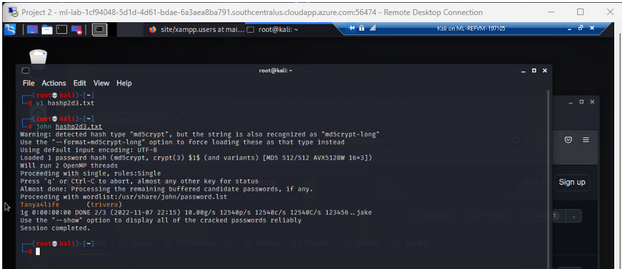 Project 2 - ml-lab-1cf94048-5d1d-4d61-bdae-6a3aea8ba791.southcentralus.cloudapp.azure.com:56474 - Remote Desktop Connection
site/xampp.users at mai…
root@kali: ~
Kali on ML-REFVM-197105
root@kali: ~
File Actions Edit View Help
(root kali)-[~]
# vi hashp2d3.txt
(root kali)-[~]
# john hashp2d3.txt
Warning: detected hash type "md5crypt", but the string is also recognized as "md5crypt-long"
Use the "--format=md5crypt-long" option to force loading these as that type instead
Using default input encoding: UTF-8
Loaded 1 password hash (md5crypt, crypt(3) $1$ (and variants) [MD5 512/512 AVX512BW 16×3])
Will run 2 OpenMP threads
Proceeding with single, rules:Single
Press 'q' or Ctrl-C to abort, almost any other key for status
Almost done: Processing the remaining buffered candidate passwords, if any.
Proceeding with wordlist:/usr/share/john/password.lst
Tanya4life (trivera)
1g 0:00:00:00 DONE 2/3 (2022-11-07 22:15) 10.00g/s 12540p/s 12540c/s 12540C/s 123456..jake
Use the "--show" option to display all of the cracked passwords reliably
Session completed.
(root kali)-[~]
#
Sign up